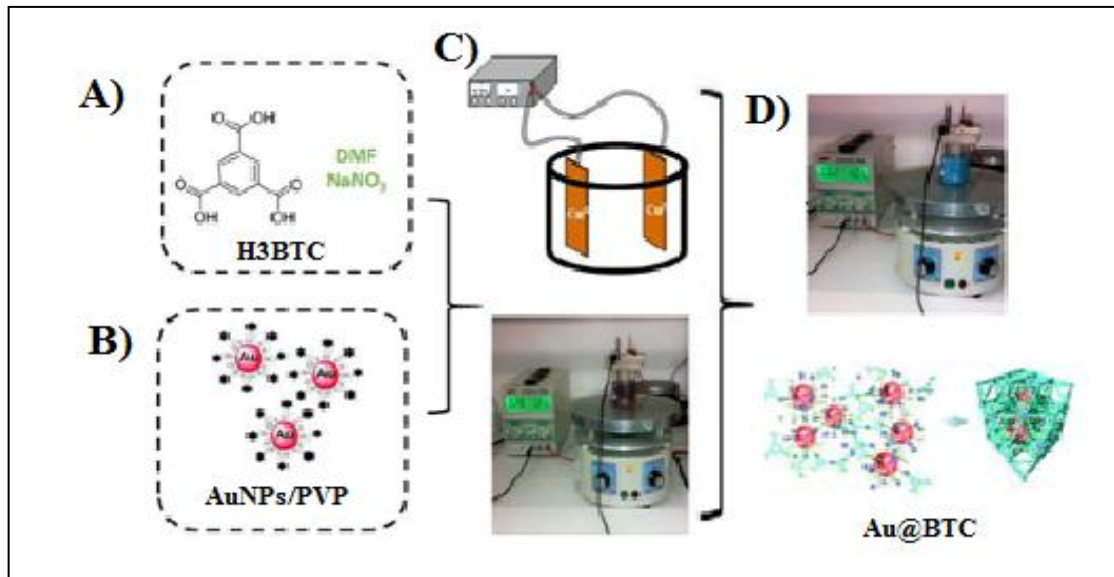 A)
O
OH
DMF
NaNO3
O
O
OH
OH
H3BTC
B)
Au
Au
Au
AuNPs/PVP
C)
D)
Au@BTC